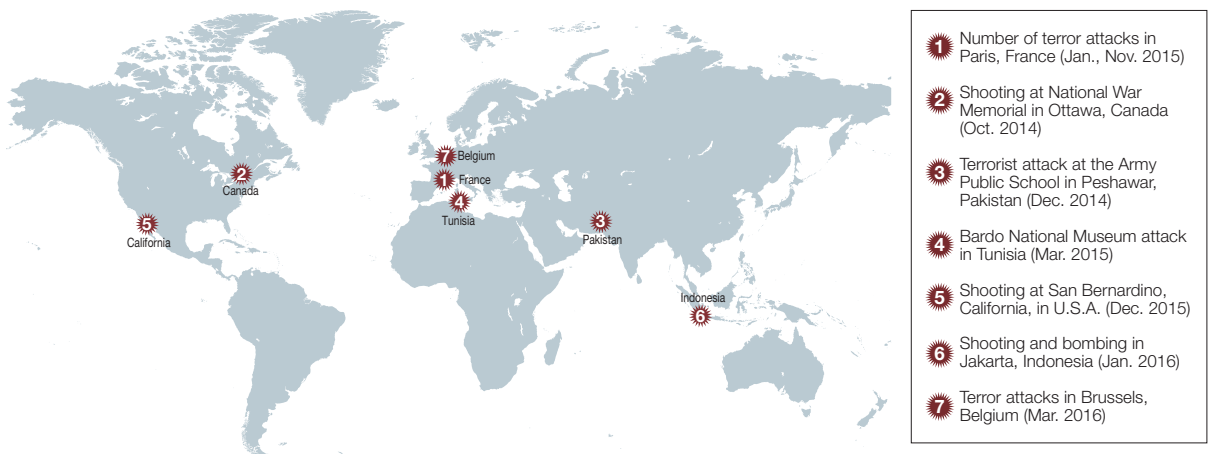 7 Belgium
1 France
2
Canada
4
Tunisia
5
California
3
Pakistan
Indonesia
6
1 Number of terror attacks in
Paris, France (Jan., Nov. 2015)
2 Shooting at National War
Memorial in Ottawa, Canada
(Oct. 2014)
3 Terrorist attack at the Army
Public School in Peshawar,
Pakistan (Dec. 2014)
4 Bardo National Museum attack
in Tunisia (Mar. 2015)
5 Shooting at San Bernardino,
California, in U.S.A. (Dec. 2015)
6 Shooting and bombing in
Jakarta, Indonesia (Jan. 2016)
7 Terror attacks in Brussels,
Belgium (Mar. 2016)